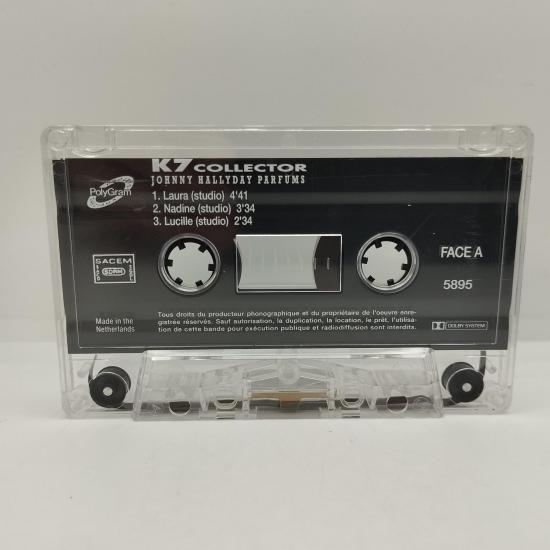 K7 COLLECTOR
JOHNNY HALLYDAY PARFUMS
PolyGram
1. Laura (studio) 4'41
2. Nadine (studio) 3'34
3. Lucille (studio) 2'34
FACE A
SACEM
SDRM
5895
Made in the
Netherlands
Tous droits du producteur phonographique et du propriétaire de l'oeuvre enre-
gistrée réservés. Sauf autorisation, la duplication, la location, le prêt, l'utilisa-
tion de cette bande pour exécution publique et radiodiffusion sont interdits.
DOLBY SYSTEM